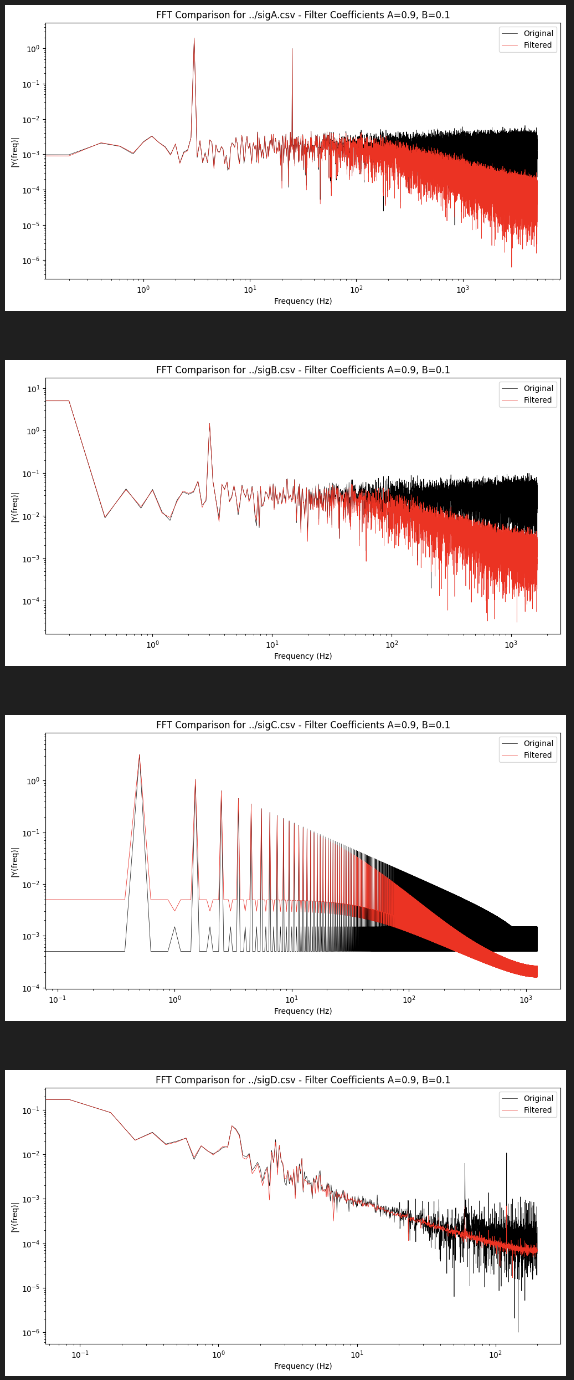 FFT Comparison for ../sigA.csv - Filter Coefficients A=0.9, B=0.1
Original
Filtered
|Y(freq)|
10⁰
10⁻¹
10⁻²
10⁻³
10⁻⁴
10⁻⁵
10⁻⁶
10⁰ 10¹ 10² 10³
Frequency (Hz)
FFT Comparison for ../sigB.csv - Filter Coefficients A=0.9, B=0.1
Original
Filtered
|Y(freq)|
10¹
10⁰
10⁻¹
10⁻²
10⁻³
10⁻⁴
10⁰ 10¹ 10² 10³
Frequency (Hz)
FFT Comparison for ../sigC.csv - Filter Coefficients A=0.9, B=0.1
Original
Filtered
|Y(freq)|
10⁰
10⁻¹
10⁻²
10⁻³
10⁻⁴
10⁻¹ 10⁰ 10¹ 10² 10³
Frequency (Hz)
FFT Comparison for ../sigD.csv - Filter Coefficients A=0.9, B=0.1
Original
Filtered
|Y(freq)|
10⁻¹
10⁻²
10⁻³
10⁻⁴
10⁻⁵
10⁻⁶
10⁻¹ 10⁰ 10¹ 10²
Frequency (Hz)